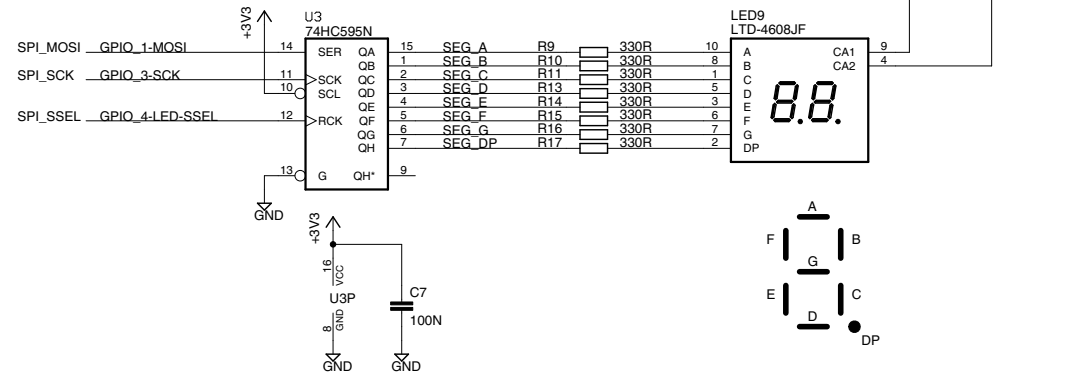 +3V3
U3
74HC595N
LED9
LTD-4608JF
SPI_MOSI GPIO_1-MOSI 14 SER QA 15 SEG_A R9 330R 10 A CA1 9
QB 1 SEG_B R10 330R 8 B CA2 4
SPI_SCK GPIO_3-SCK 11 SCK QC 2 SEG_C R11 330R 1 C
10 SCL QD 3 SEG_D R13 330R 5 D
QE 4 SEG_E R14 330R 3 E
SPI_SSEL GPIO_4-LED-SSEL 12 RCK QF 5 SEG_F R15 330R 6 F
QG 6 SEG_G R16 330R 7 G
QH 7 SEG_DP R17 330R 2 DP
8.8.
13 G QH* 9
GND
+3V3
16 VCC
U3P
8 GND
GND
C7
100N
GND
A
F B
G
E C
D
DP